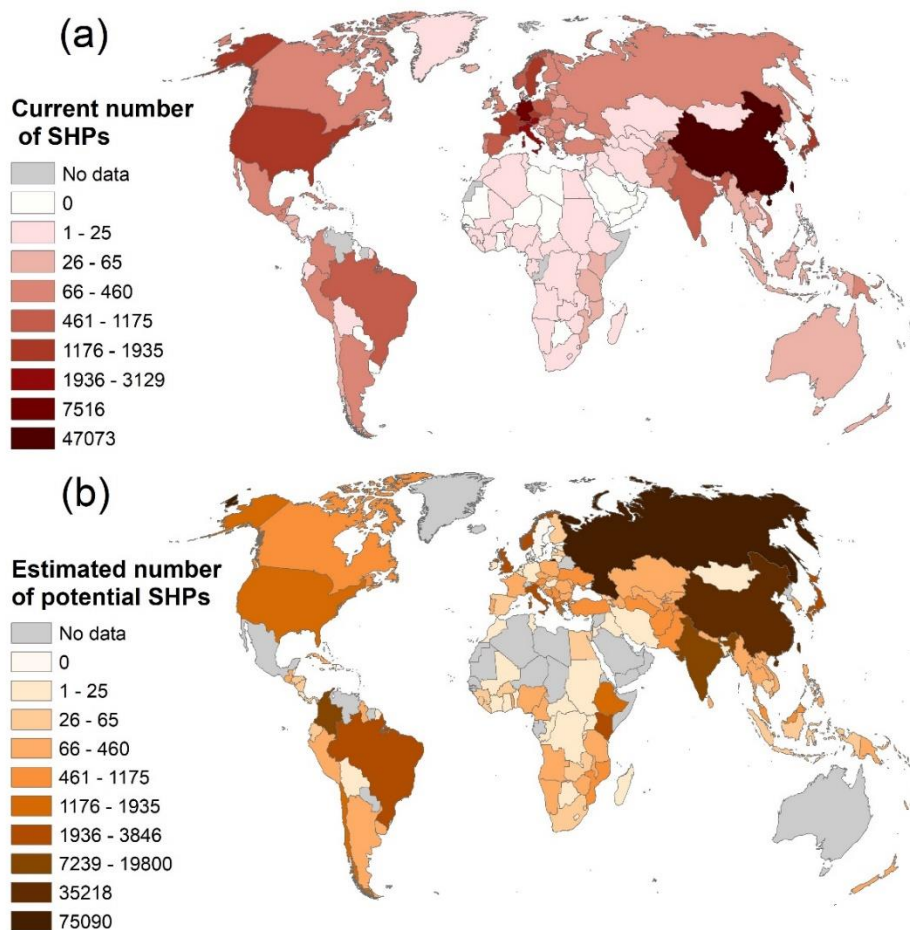 (a)
Current number
of SHPs
No data
0
1 - 25
26 - 65
66 - 460
461 - 1175
1176 - 1935
1936 - 3129
7516
47073
(b)
Estimated number
of potential SHPs
No data
0
1 - 25
26 - 65
66 - 460
461 - 1175
1176 - 1935
1936 - 3846
7239 - 19800
35218
75090